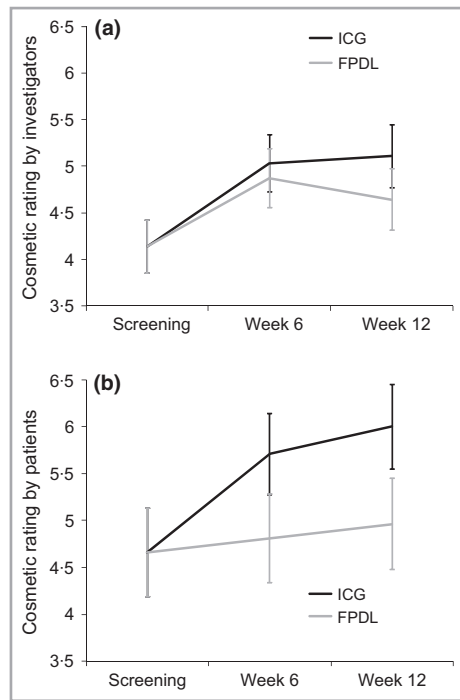 (a)
ICG
FPDL
Cosmetic rating by investigators
6·5
6
5·5
5
4·5
4
3·5
Screening Week 6 Week 12
(b)
Cosmetic rating by patients
6·5
6
5·5
5
4·5
4
3·5
ICG
FPDL
Screening Week 6 Week 12